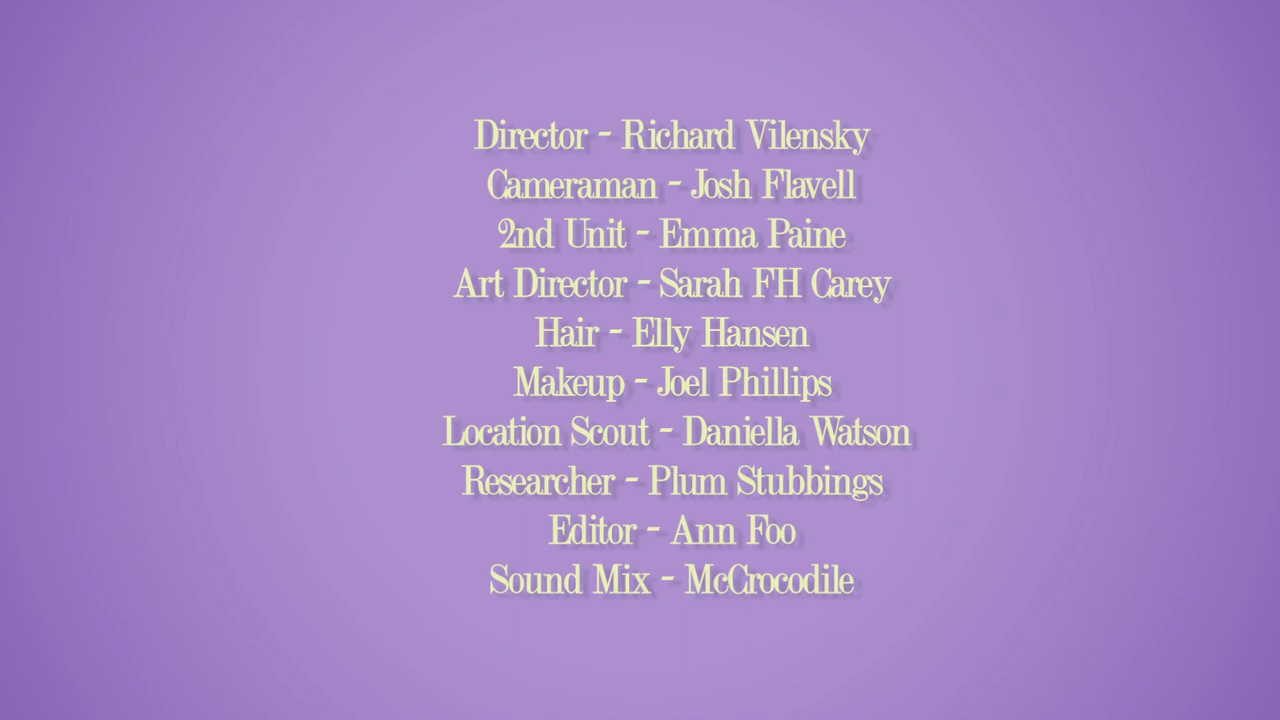 Director - Richard Vilensky
Cameraman - Josh Flavell
2nd Unit - Emma Paine
Art Director - Sarah FH Carey
Hair - Elly Hansen
Makeup - Joel Phillips
Location Scout - Daniella Watson
Researcher - Plum Stubbings
Editor - Ann Foo
Sound Mix - McCrocodile